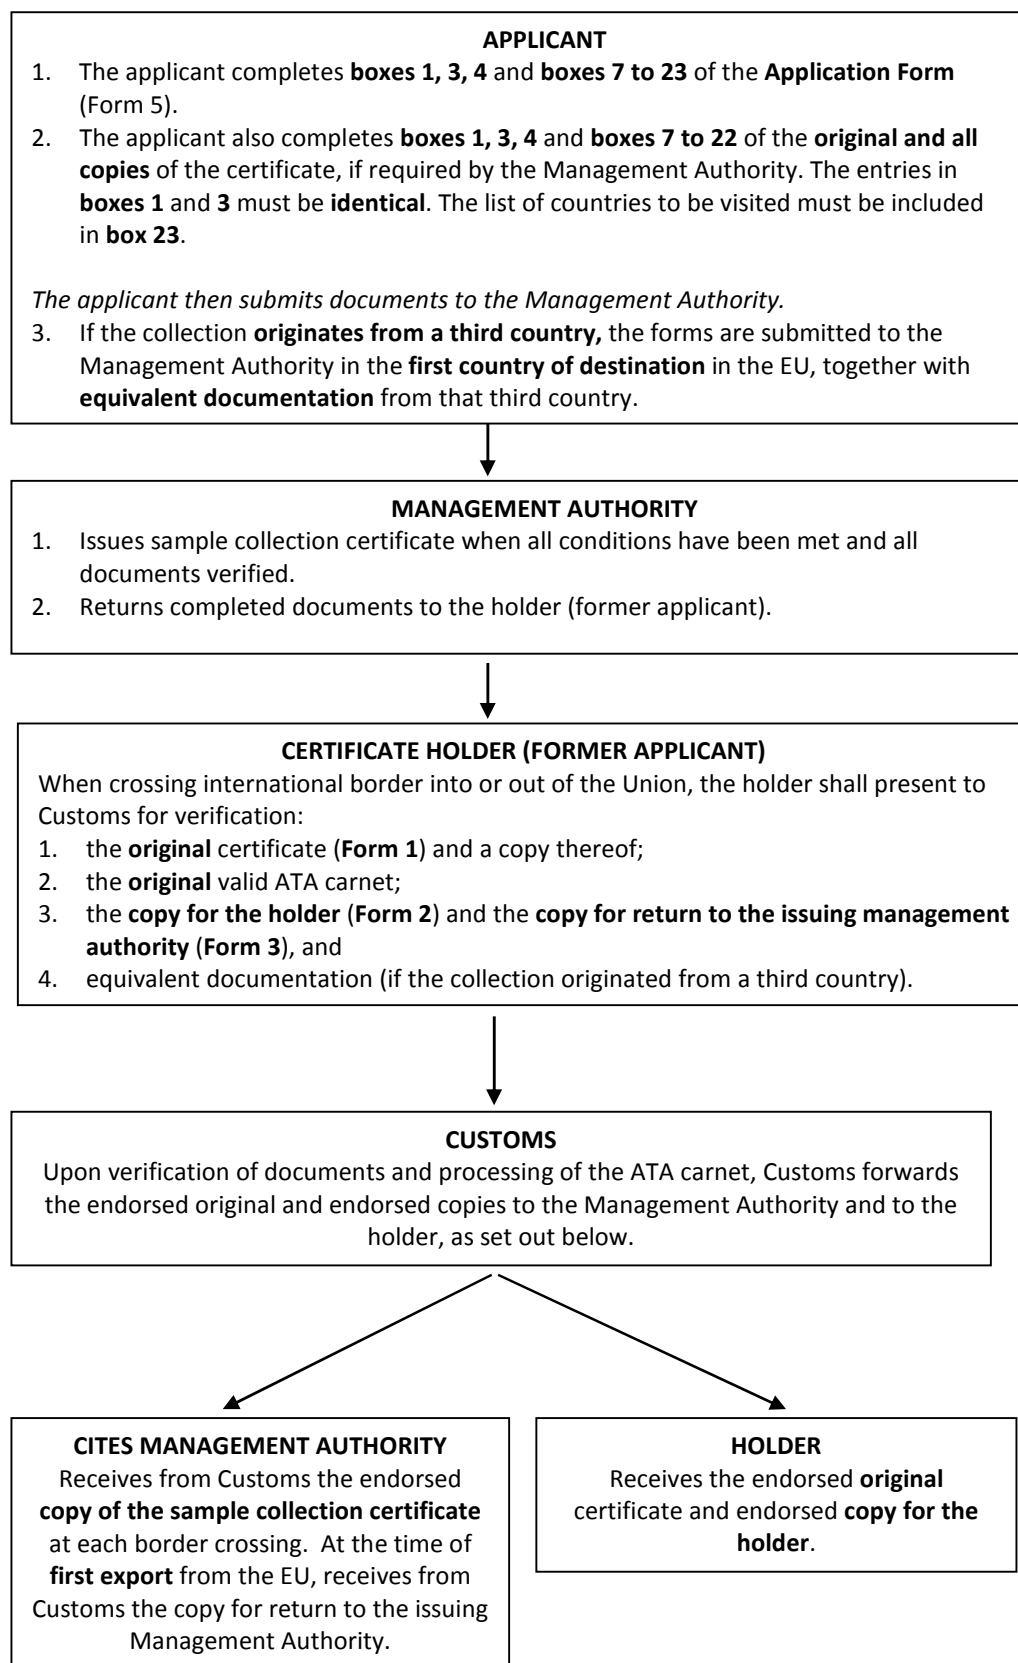 APPLICANT
1. The applicant completes boxes 1, 3, 4 and boxes 7 to 23 of the Application Form
(Form 5).
2. The applicant also completes boxes 1, 3, 4 and boxes 7 to 22 of the original and all
copies of the certificate, if required by the Management Authority. The entries in
boxes 1 and 3 must be identical. The list of countries to be visited must be included
in box 23.
The applicant then submits documents to the Management Authority.
3. If the collection originates from a third country, the forms are submitted to the
Management Authority in the first country of destination in the EU, together with
equivalent documentation from that third country.
MANAGEMENT AUTHORITY
1. Issues sample collection certificate when all conditions have been met and all
documents verified.
2. Returns completed documents to the holder (former applicant).
CERTIFICATE HOLDER (FORMER APPLICANT)
When crossing international border into or out of the Union, the holder shall present to
Customs for verification:
1. the original certificate (Form 1) and a copy thereof;
2. the original valid ATA carnet;
3. the copy for the holder (Form 2) and the copy for return to the issuing management
authority (Form 3), and
4. equivalent documentation (if the collection originated from a third country).
CUSTOMS
Upon verification of documents and processing of the ATA carnet, Customs forwards
the endorsed original and endorsed copies to the Management Authority and to the
holder, as set out below.
CITES MANAGEMENT AUTHORITY
Receives from Customs the endorsed
copy of the sample collection certificate
at each border crossing. At the time of
first export from the EU, receives from
Customs the copy for return to the issuing
Management Authority.
HOLDER
Receives the endorsed original
certificate and endorsed copy for the
holder.